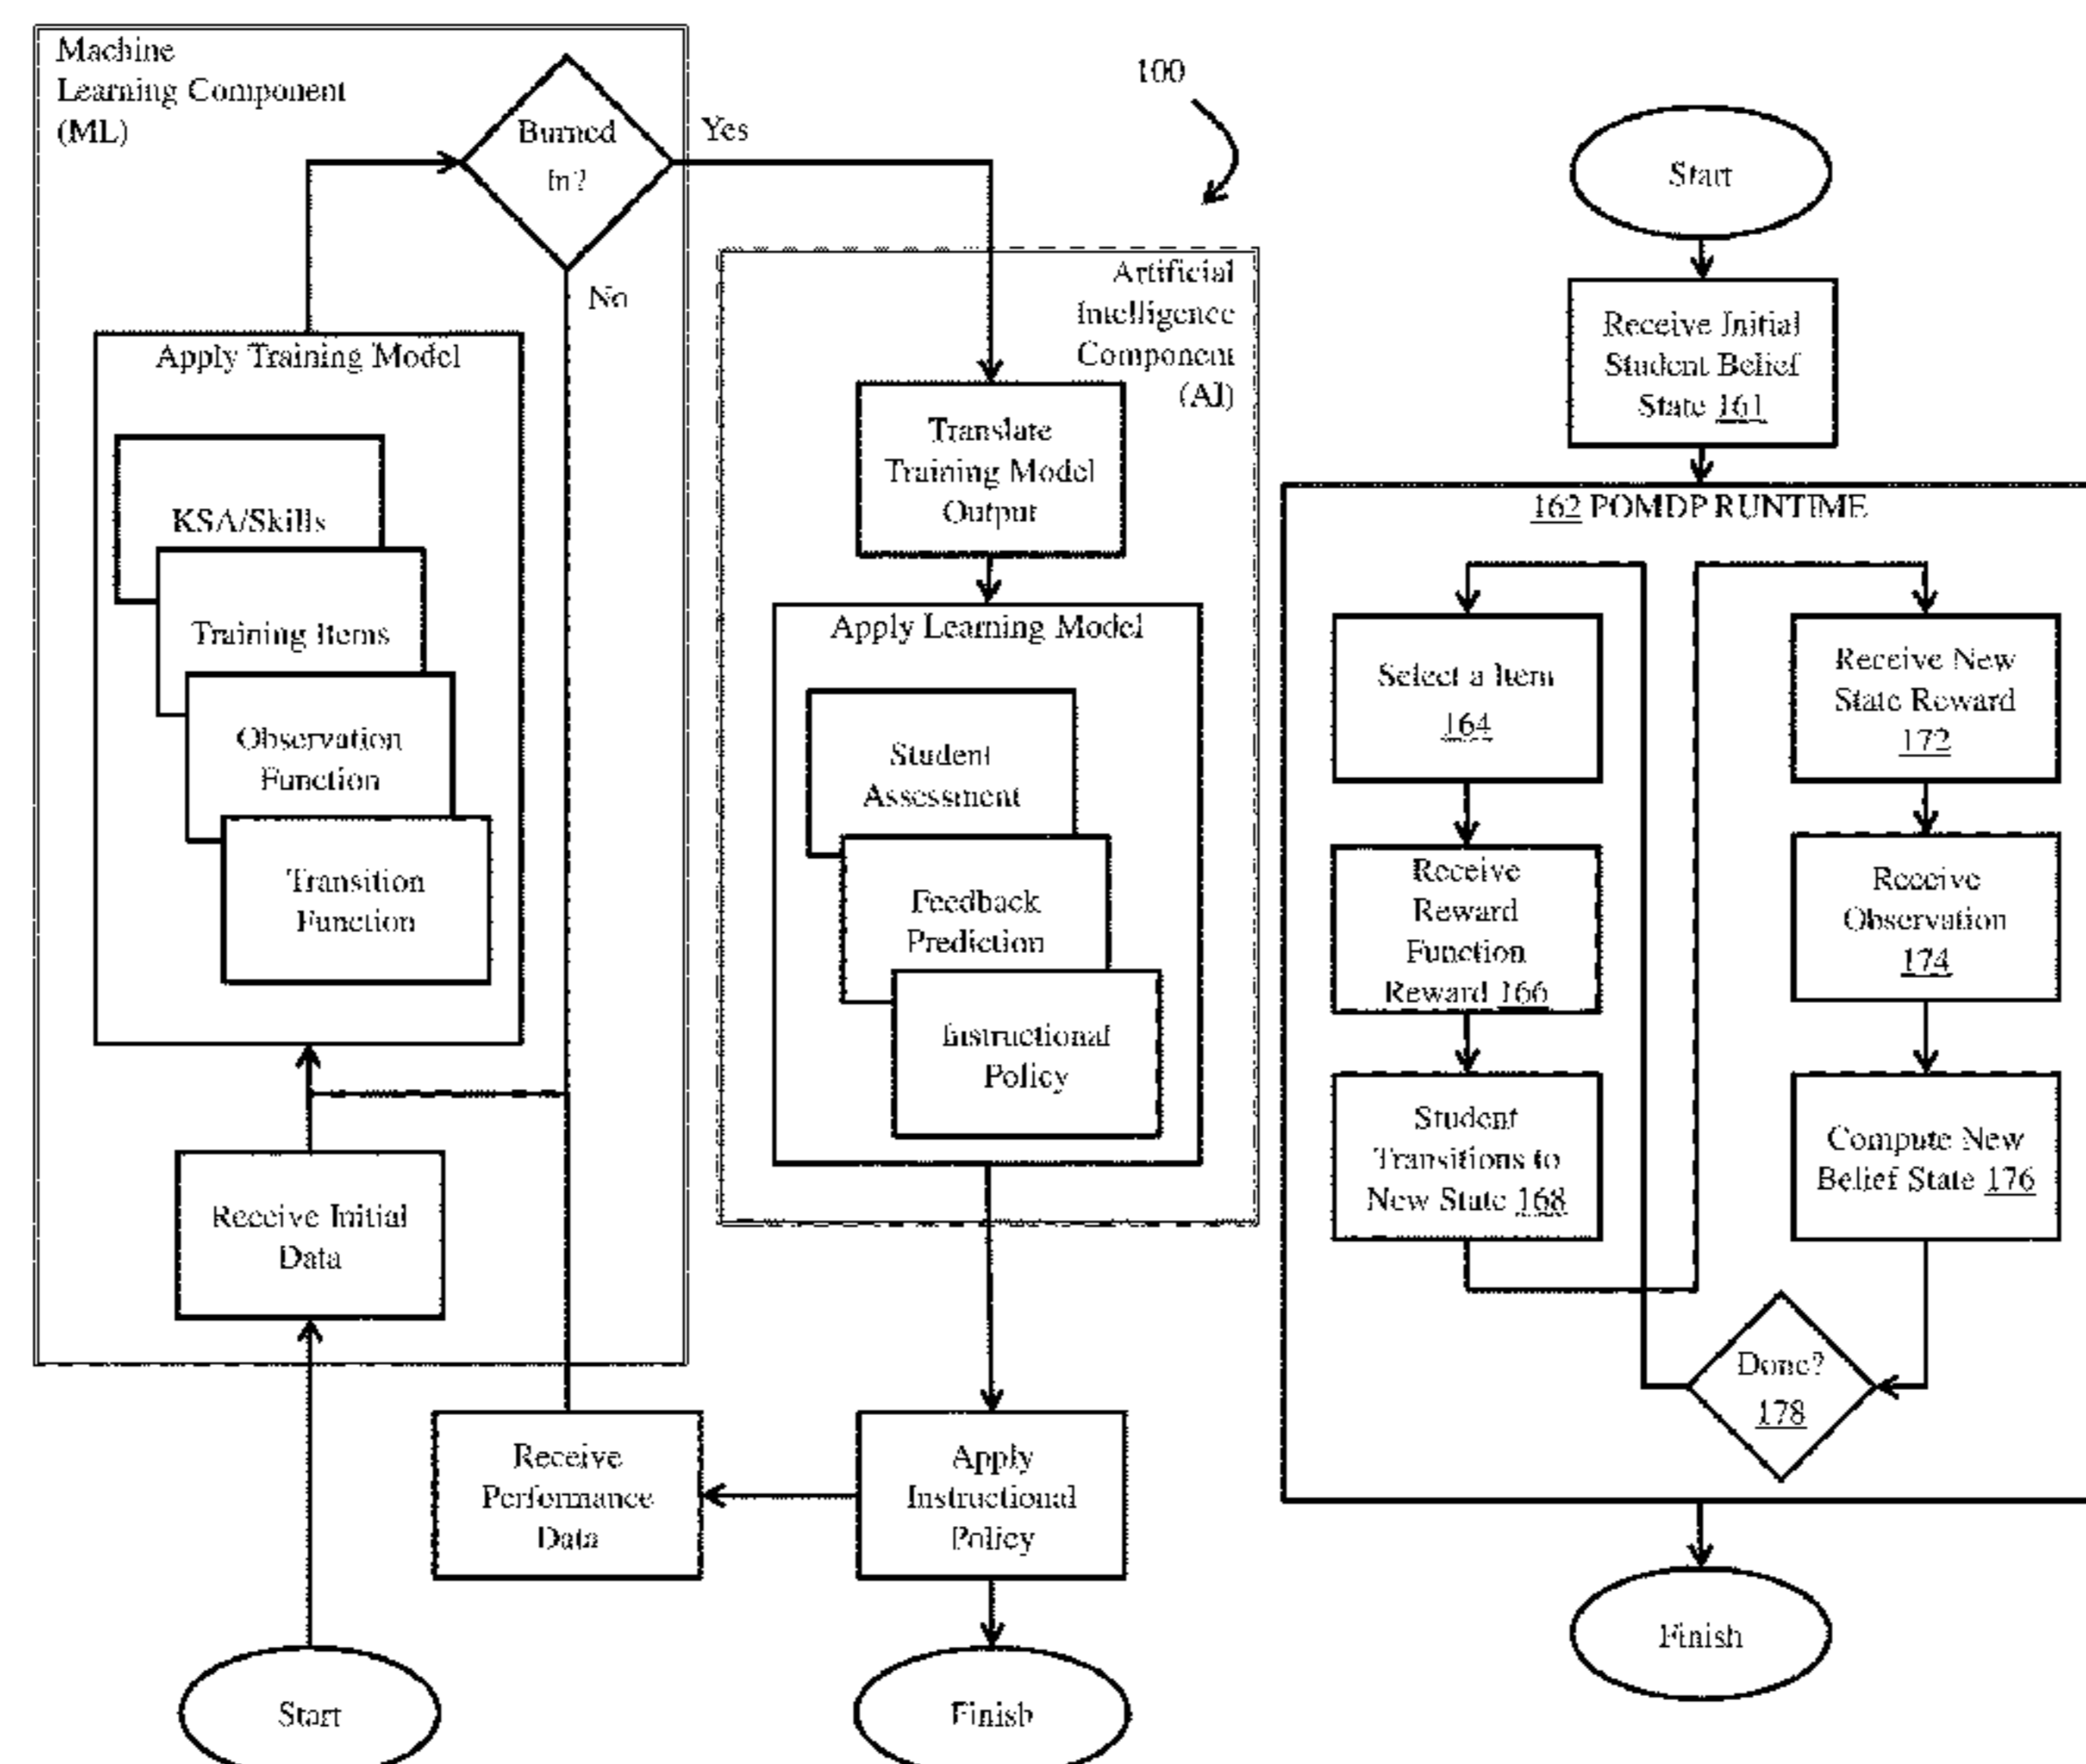 Machine
Learning Component
(ML)
Burned
In?
Yes
No
Apply Training Model
KSA/Skills
Training Items
Observation
Function
Transition
Function
Receive Initial
Data
Start
100
Artificial
Intelligence
Component
(AI)
Translate
Training Model
Output
Apply Learning Model
Student
Assessment
Feedback
Prediction
Instructional
Policy
Receive
Performance
Data
Apply
Instructional
Policy
Finish
Start
Receive Initial
Student Belief
State 161
162 POMDP RUNTIME
Select a Item
164
Receive
Reward
Function
Reward 166
Student
Transitions to
New State 168
Receive New
State Reward
172
Receive
Observation
174
Compute New
Belief State 176
Done?
178
Finish